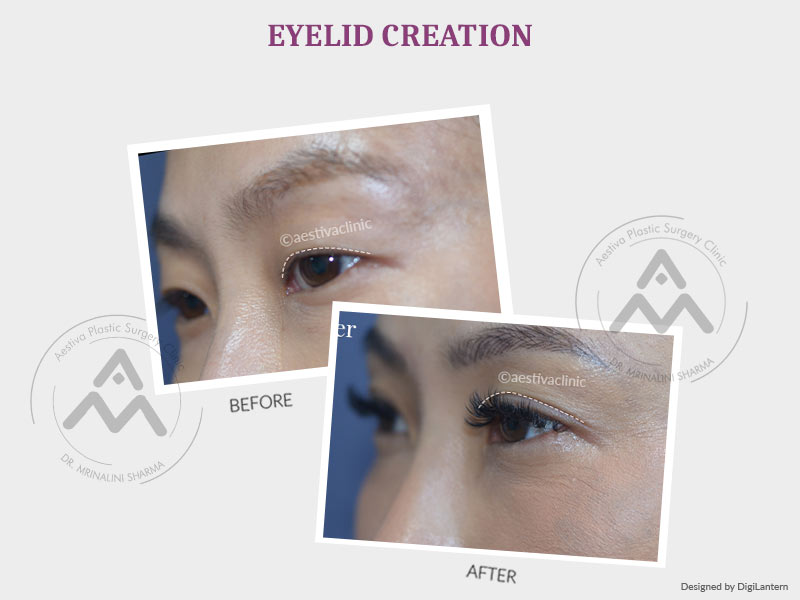 EYELID CREATION
©aestivaclinic
BEFORE
er
©aestivaclinic
AFTER
Aestiva Plastic Surgery Clinic
DR. MRINALINI SHARMA
Aestiva Plastic Surgery Clinic
DR. MRINALINI SHARMA
Designed by DigiLantern